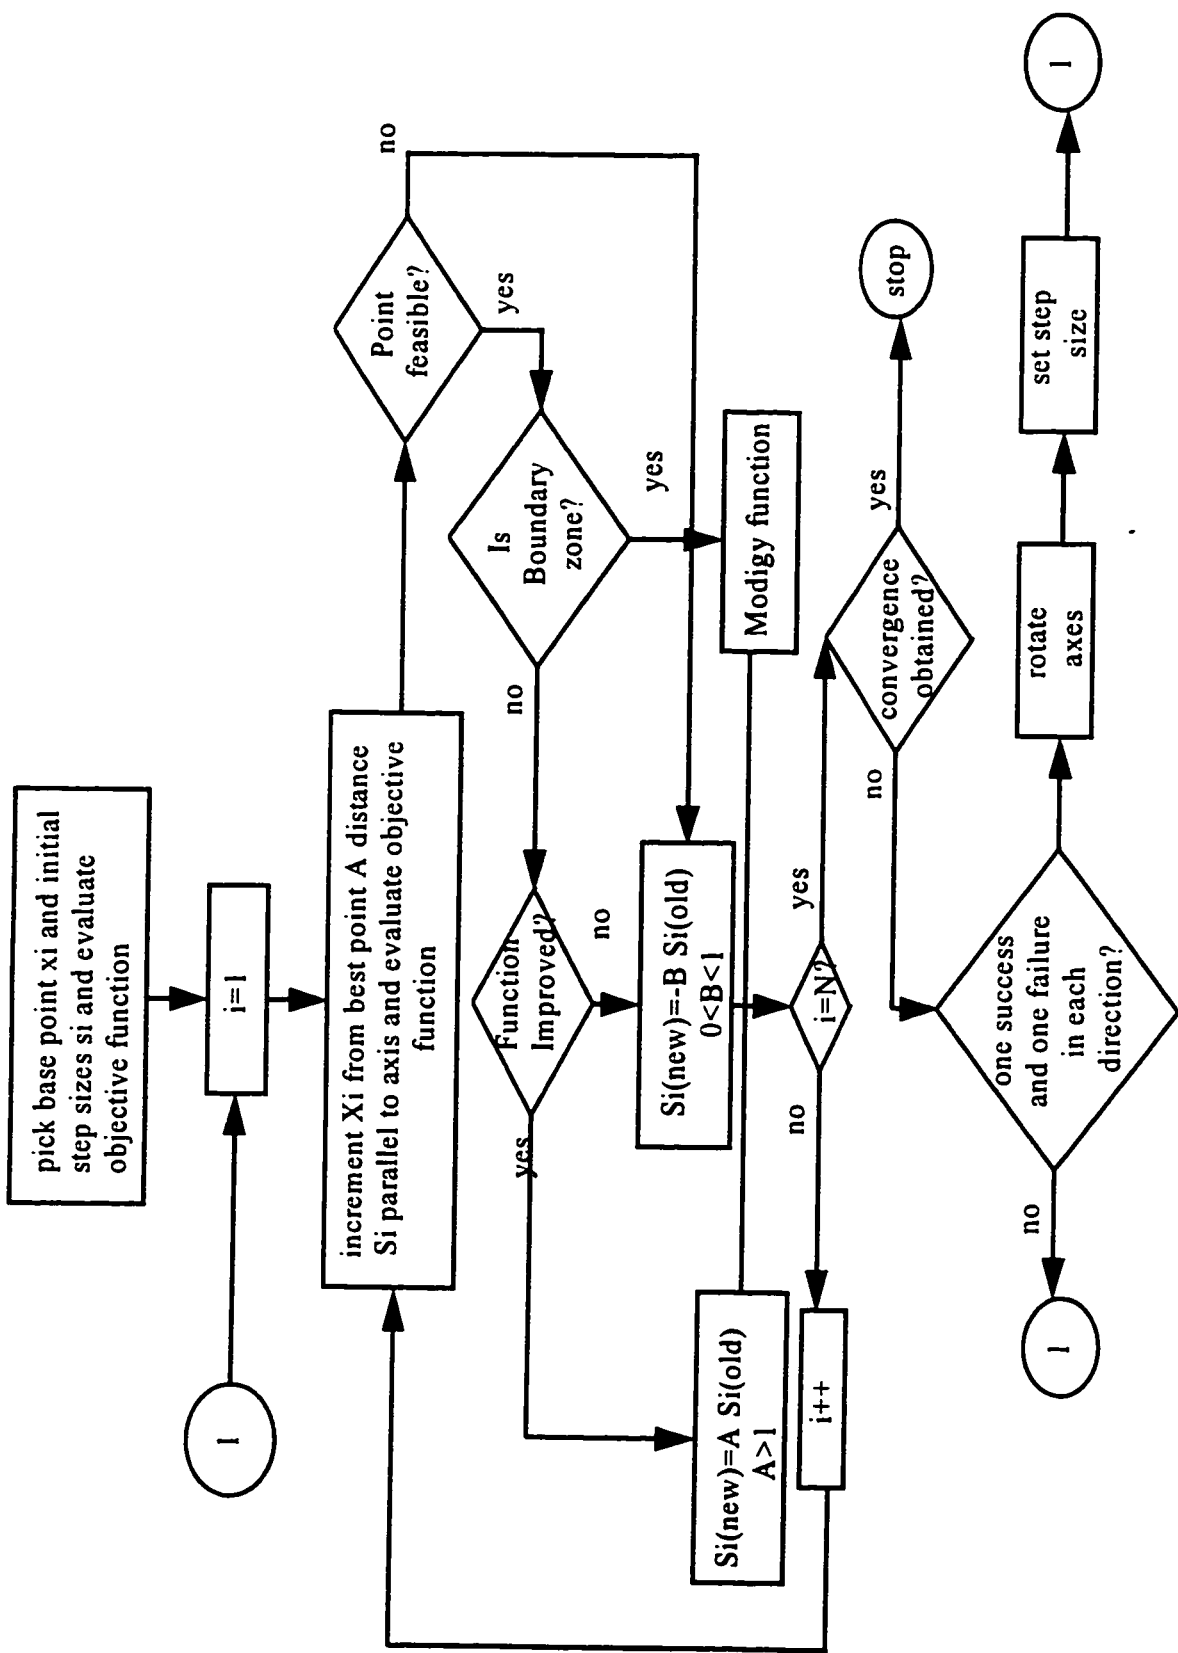 pick base point xi and initial
step sizes si and evaluate
objective function
1
i=1
increment Xi from best point A distance
Si parallel to axis and evaluate objective
function
Point
feasible?
no
yes
Is
Boundary
zone?
no
yes
Function
Improved?
yes
no
Modigy function
Si(new)=-B Si(old)
0<B<1
Si(new)=A Si(old)
A>1
i=N?
no
yes
i++
convergence
obtained?
yes
stop
no
one success
and one failure
in each
direction?
no
1
rotate
axes
set step
size
1